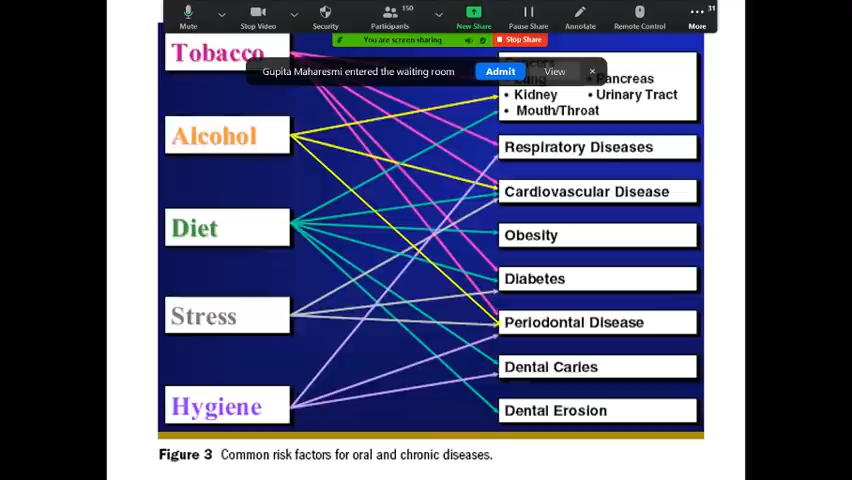 150
31
Mute
Stop Video
Security
Participants
New Share
Pause Share
Annotate
Remote Control
More
You are screen sharing
Stop Share
Gupita Maharesmi entered the waiting room
Admit
View
Tobacco
Alcohol
Diet
Stress
Hygiene
• Pancreas
• Kidney
• Urinary Tract
• Mouth/Throat
Respiratory Diseases
Cardiovascular Disease
Obesity
Diabetes
Periodontal Disease
Dental Caries
Dental Erosion
Figure 3 Common risk factors for oral and chronic diseases.